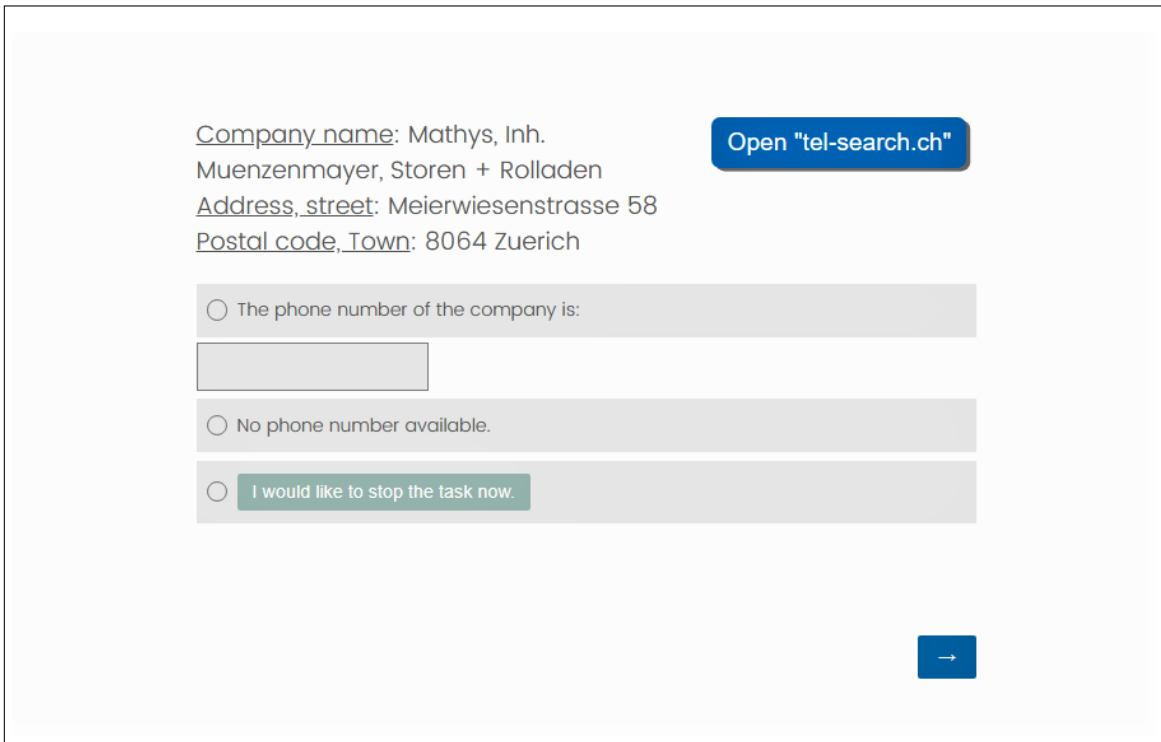 Company name: Mathys, Inh.
Muenzenmayer, Storen + Rolladen
Address, street: Meierwiesenstrasse 58
Postal code, Town: 8064 Zuerich
Open "tel-search.ch"
The phone number of the company is:
No phone number available.
I would like to stop the task now.
→